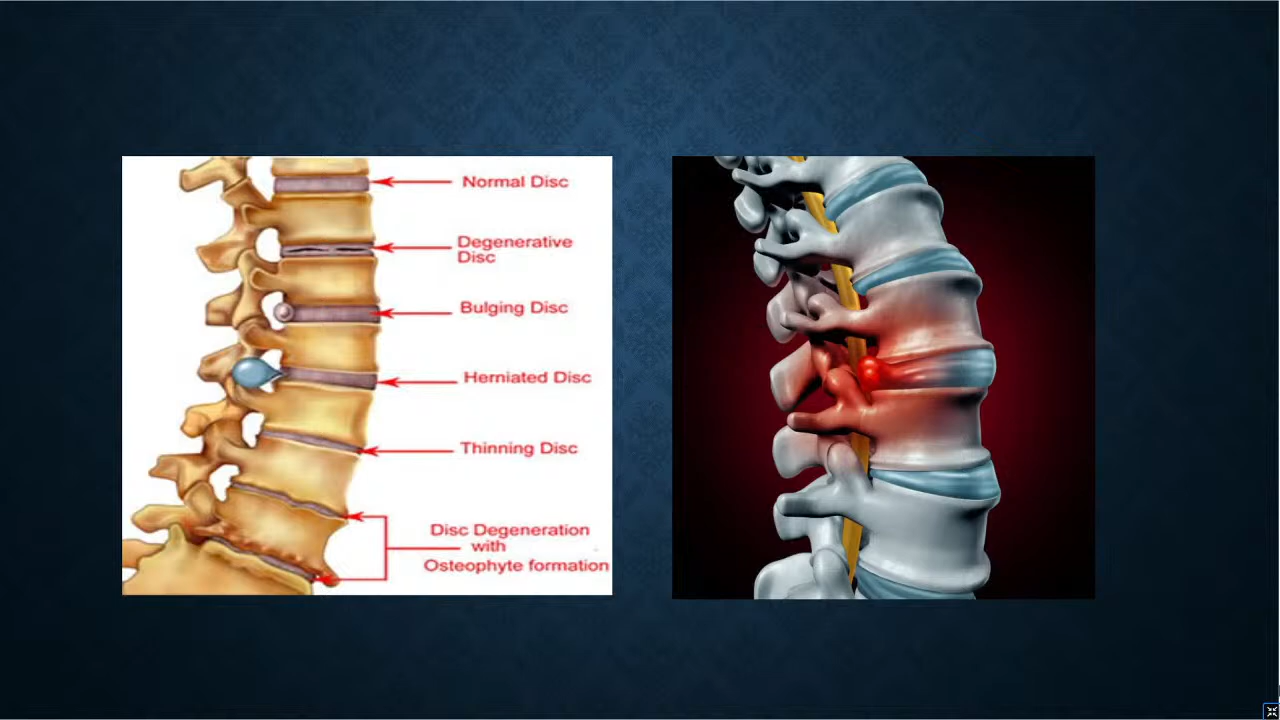 Normal Disc
Degenerative
Disc
Bulging Disc
Herniated Disc
Thinning Disc
Disc Degeneration
with
Osteophyte formation